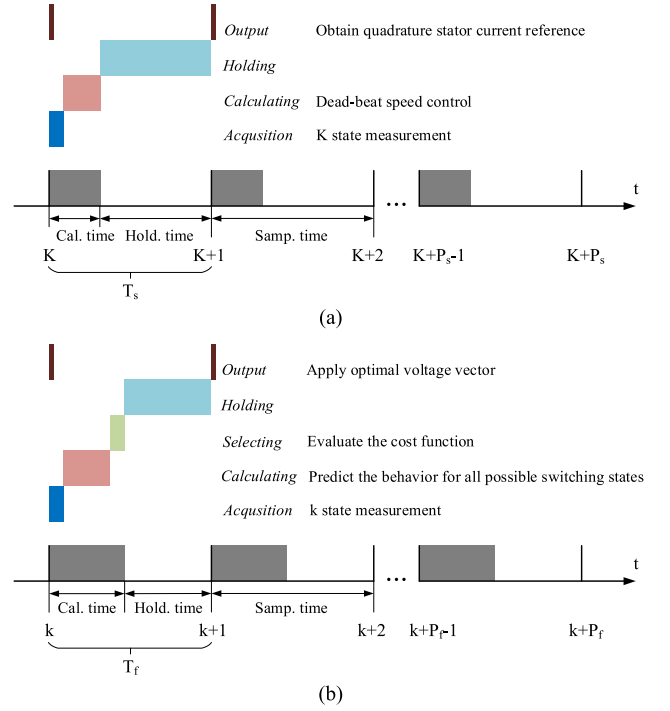 Output Obtain quadrature stator current reference
Holding
Calculating Dead-beat speed control
Acqusition K state measurement
t
Cal. time Hold. time Samp. time
K K+1 K+2 K+Ps-1 K+Ps
Ts
(a)
Output Apply optimal voltage vector
Holding
Selecting Evaluate the cost function
Calculating Predict the behavior for all possible switching states
Acqusition k state measurement
t
Cal. time Hold. time Samp. time
k k+1 k+2 k+Pf-1 k+Pf
Tf
(b)